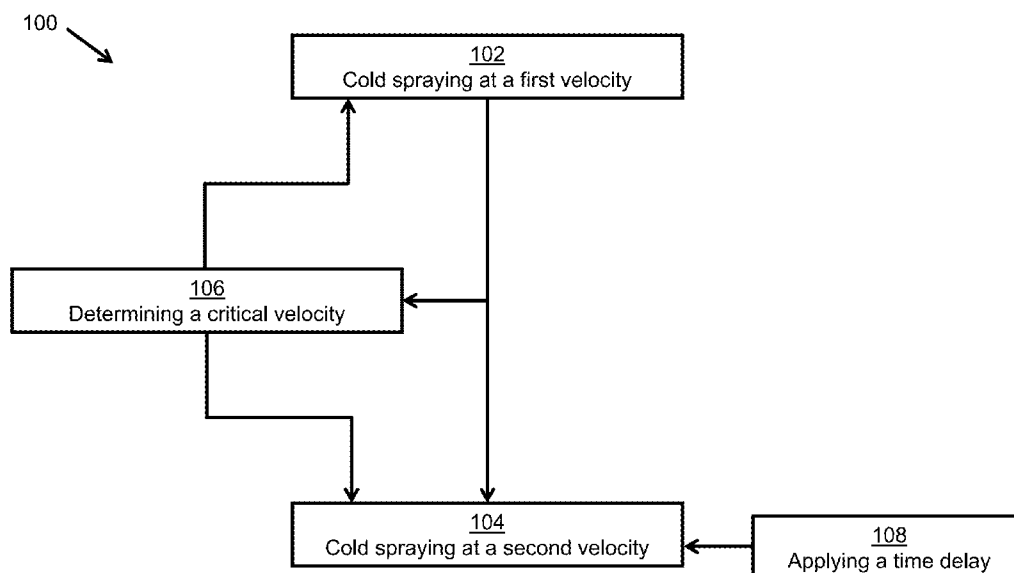 100
102
Cold spraying at a first velocity
106
Determining a critical velocity
104
Cold spraying at a second velocity
108
Applying a time delay